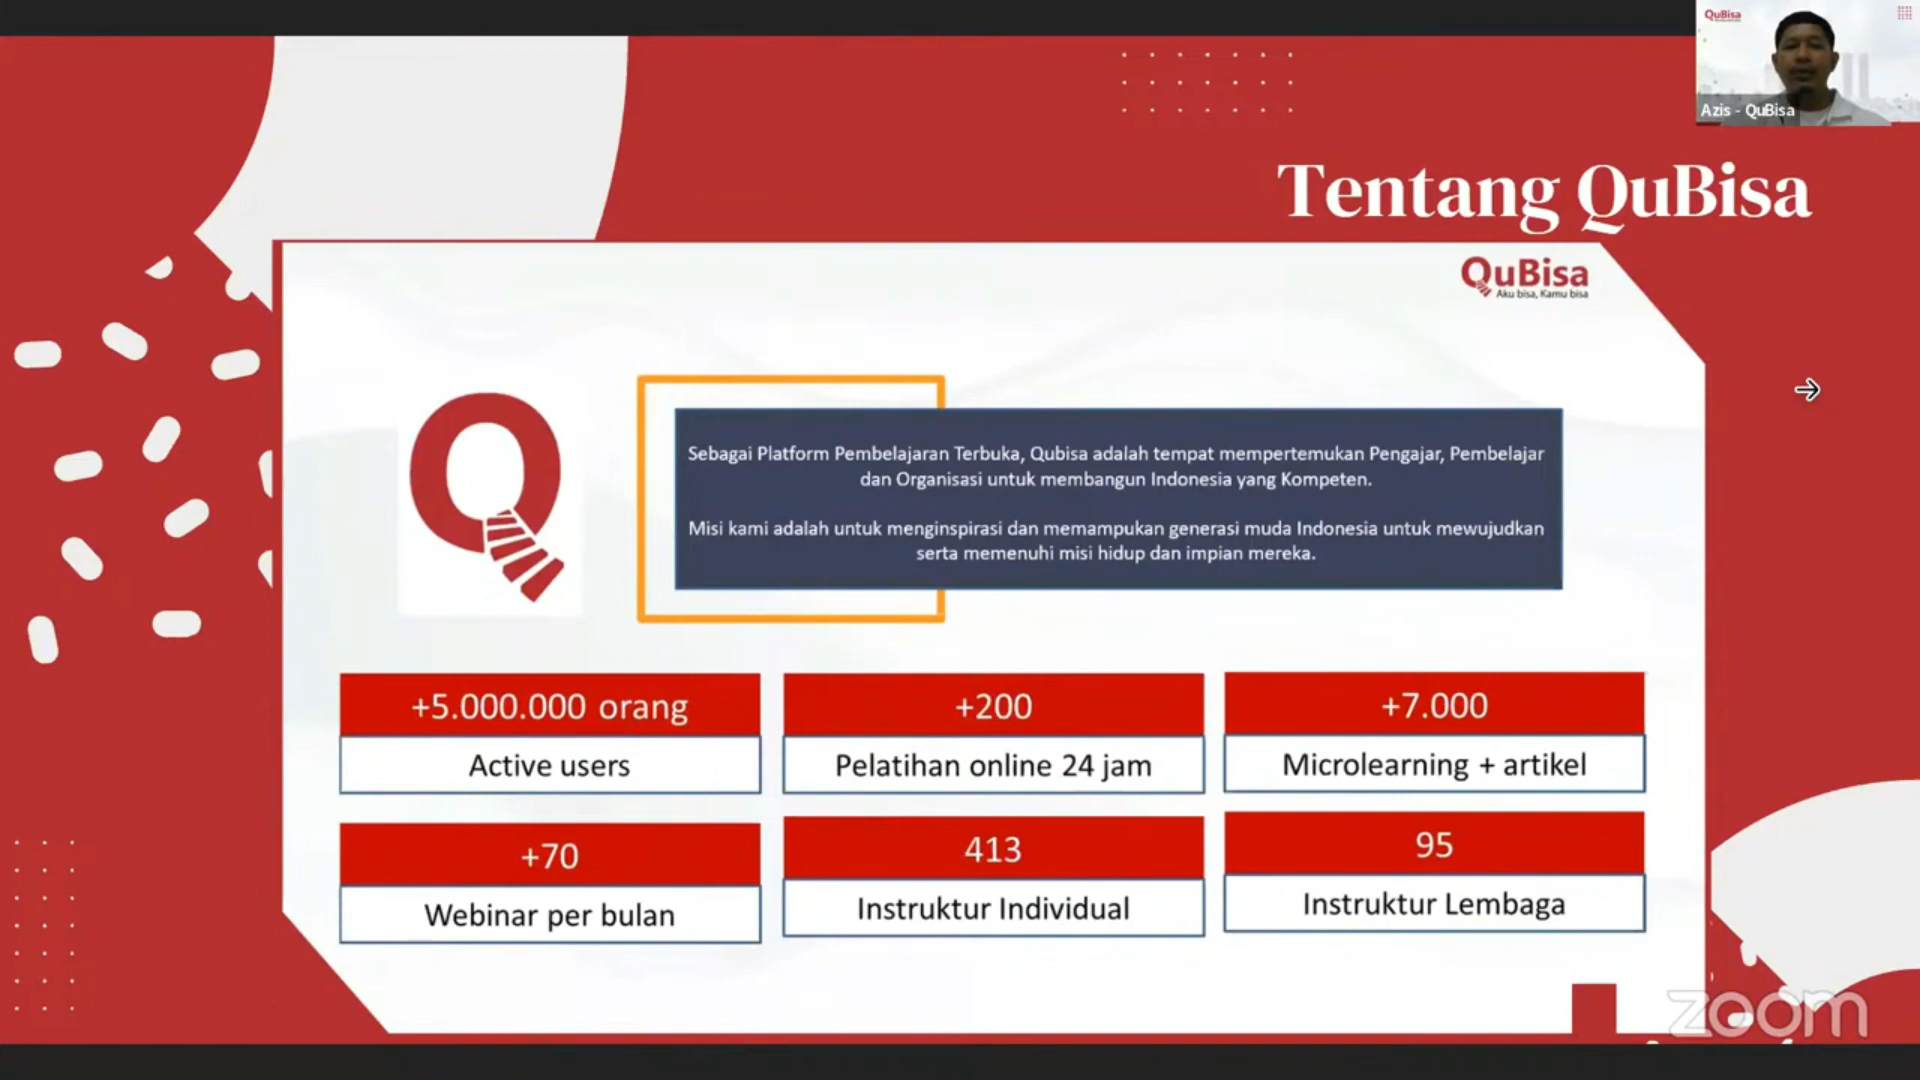 QuBisa
Azis - QuBisa
Tentang QuBisa
QuBisa
Aku bisa, Kamu bisa
Sebagai Platform Pembelajaran Terbuka, Qubisa adalah tempat mempertemukan Pengajar, Pembelajar
dan Organisasi untuk membangun Indonesia yang Kompeten.
Misi kami adalah untuk menginspirasi dan memampukan generasi muda Indonesia untuk mewujudkan
serta memenuhi misi hidup dan impian mereka.
+5.000.000 orang
Active users
+200
Pelatihan online 24 jam
+7.000
Microlearning + artikel
+70
Webinar per bulan
413
Instruktur Individual
95
Instruktur Lembaga
zoom